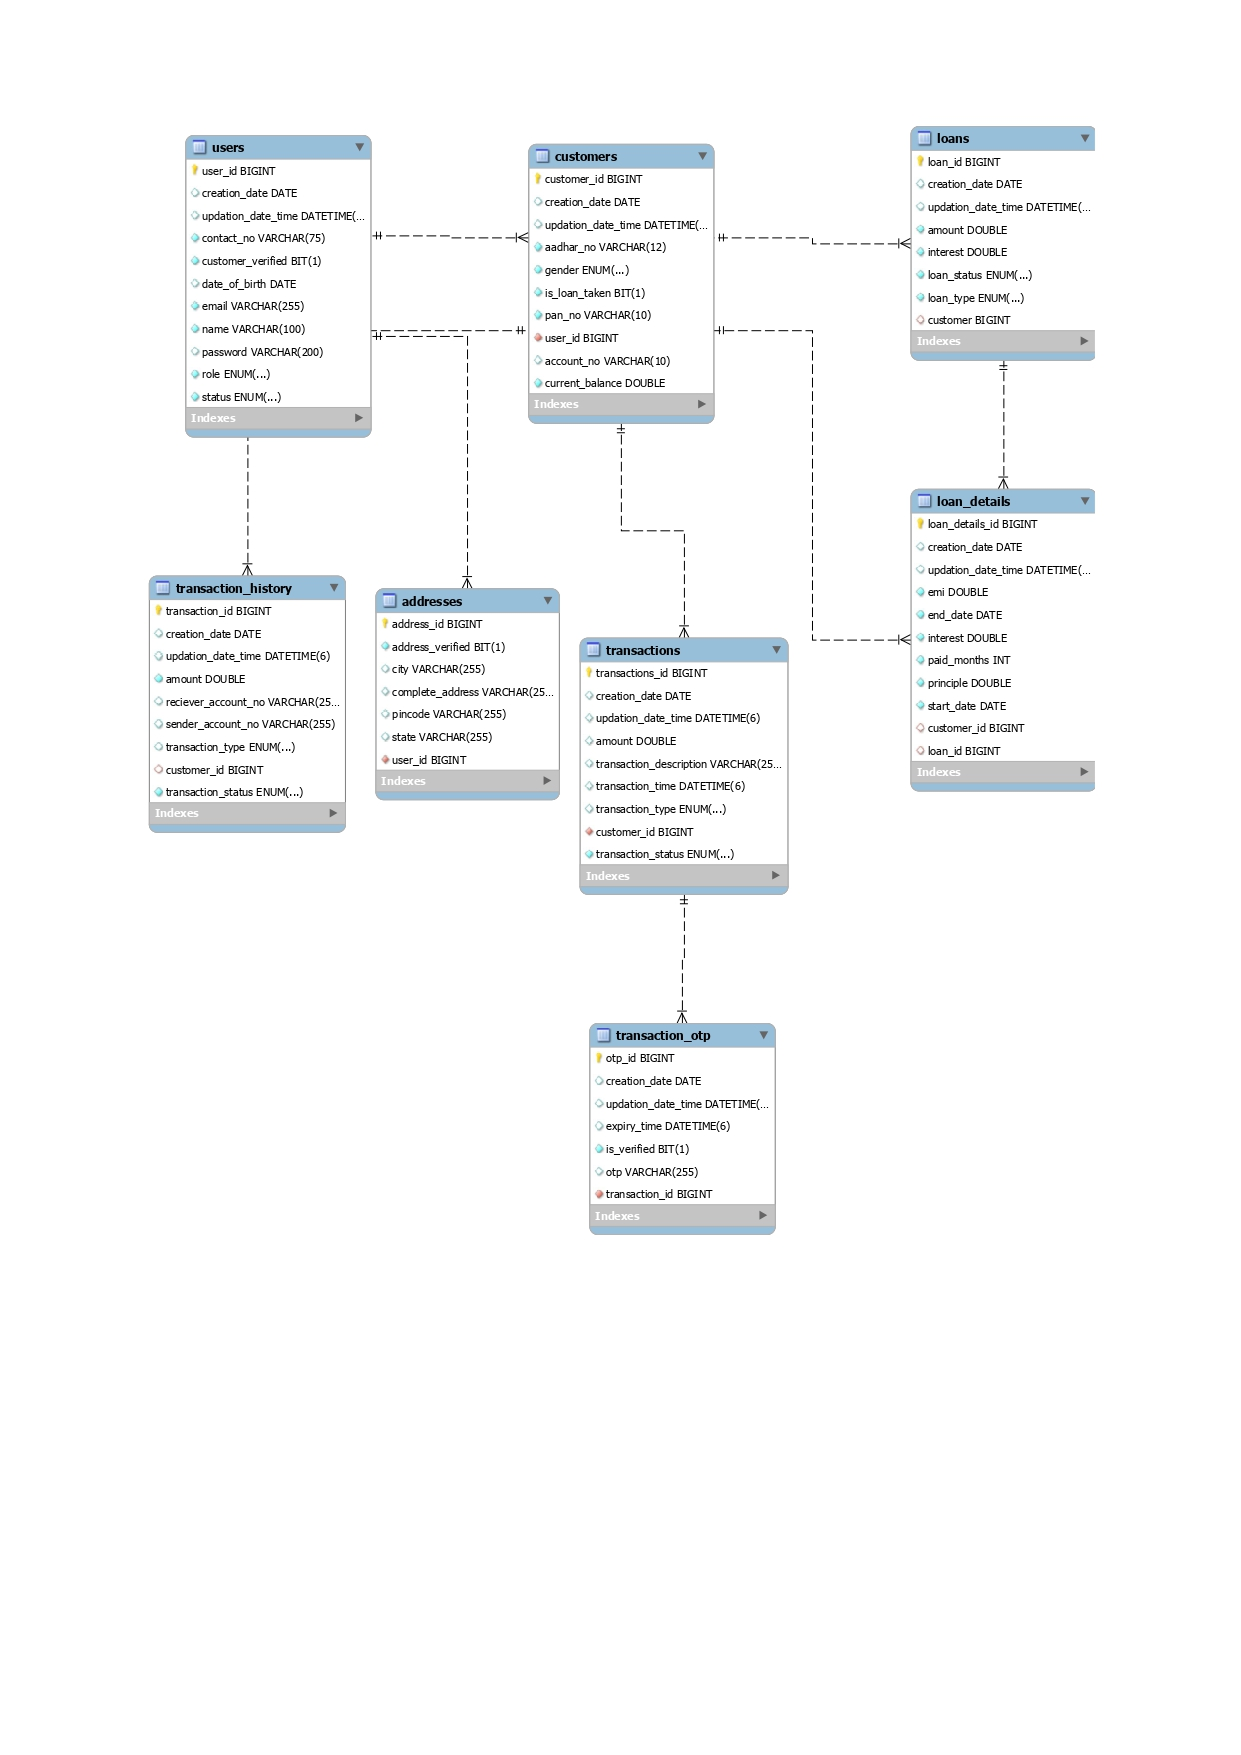 users
user_id BIGINT
creation_date DATE
updation_date_time DATETIME(...
contact_no VARCHAR(75)
customer_verified BIT(1)
date_of_birth DATE
email VARCHAR(255)
name VARCHAR(100)
password VARCHAR(200)
role ENUM(...)
status ENUM(...)
Indexes
customers
customer_id BIGINT
creation_date DATE
updation_date_time DATETIME(...
aadhar_no VARCHAR(12)
gender ENUM(...)
is_loan_taken BIT(1)
pan_no VARCHAR(10)
user_id BIGINT
account_no VARCHAR(10)
current_balance DOUBLE
Indexes
loans
loan_id BIGINT
creation_date DATE
updation_date_time DATETIME(...
amount DOUBLE
interest DOUBLE
loan_status ENUM(...)
loan_type ENUM(...)
customer BIGINT
Indexes
transaction_history
transaction_id BIGINT
creation_date DATE
updation_date_time DATETIME(6)
amount DOUBLE
reciever_account_no VARCHAR(25...
sender_account_no VARCHAR(255)
transaction_type ENUM(...)
customer_id BIGINT
transaction_status ENUM(...)
Indexes
addresses
address_id BIGINT
address_verified BIT(1)
city VARCHAR(255)
complete_address VARCHAR(25...
pincode VARCHAR(255)
state VARCHAR(255)
user_id BIGINT
Indexes
transactions
transactions_id BIGINT
creation_date DATE
updation_date_time DATETIME(6)
amount DOUBLE
transaction_description VARCHAR(25...
transaction_time DATETIME(6)
transaction_type ENUM(...)
customer_id BIGINT
transaction_status ENUM(...)
Indexes
loan_details
loan_details_id BIGINT
creation_date DATE
updation_date_time DATETIME(...
emi DOUBLE
end_date DATE
interest DOUBLE
paid_months INT
principle DOUBLE
start_date DATE
customer_id BIGINT
loan_id BIGINT
Indexes
transaction_otp
otp_id BIGINT
creation_date DATE
updation_date_time DATETIME(...
expiry_time DATETIME(6)
is_verified BIT(1)
otp VARCHAR(255)
transaction_id BIGINT
Indexes